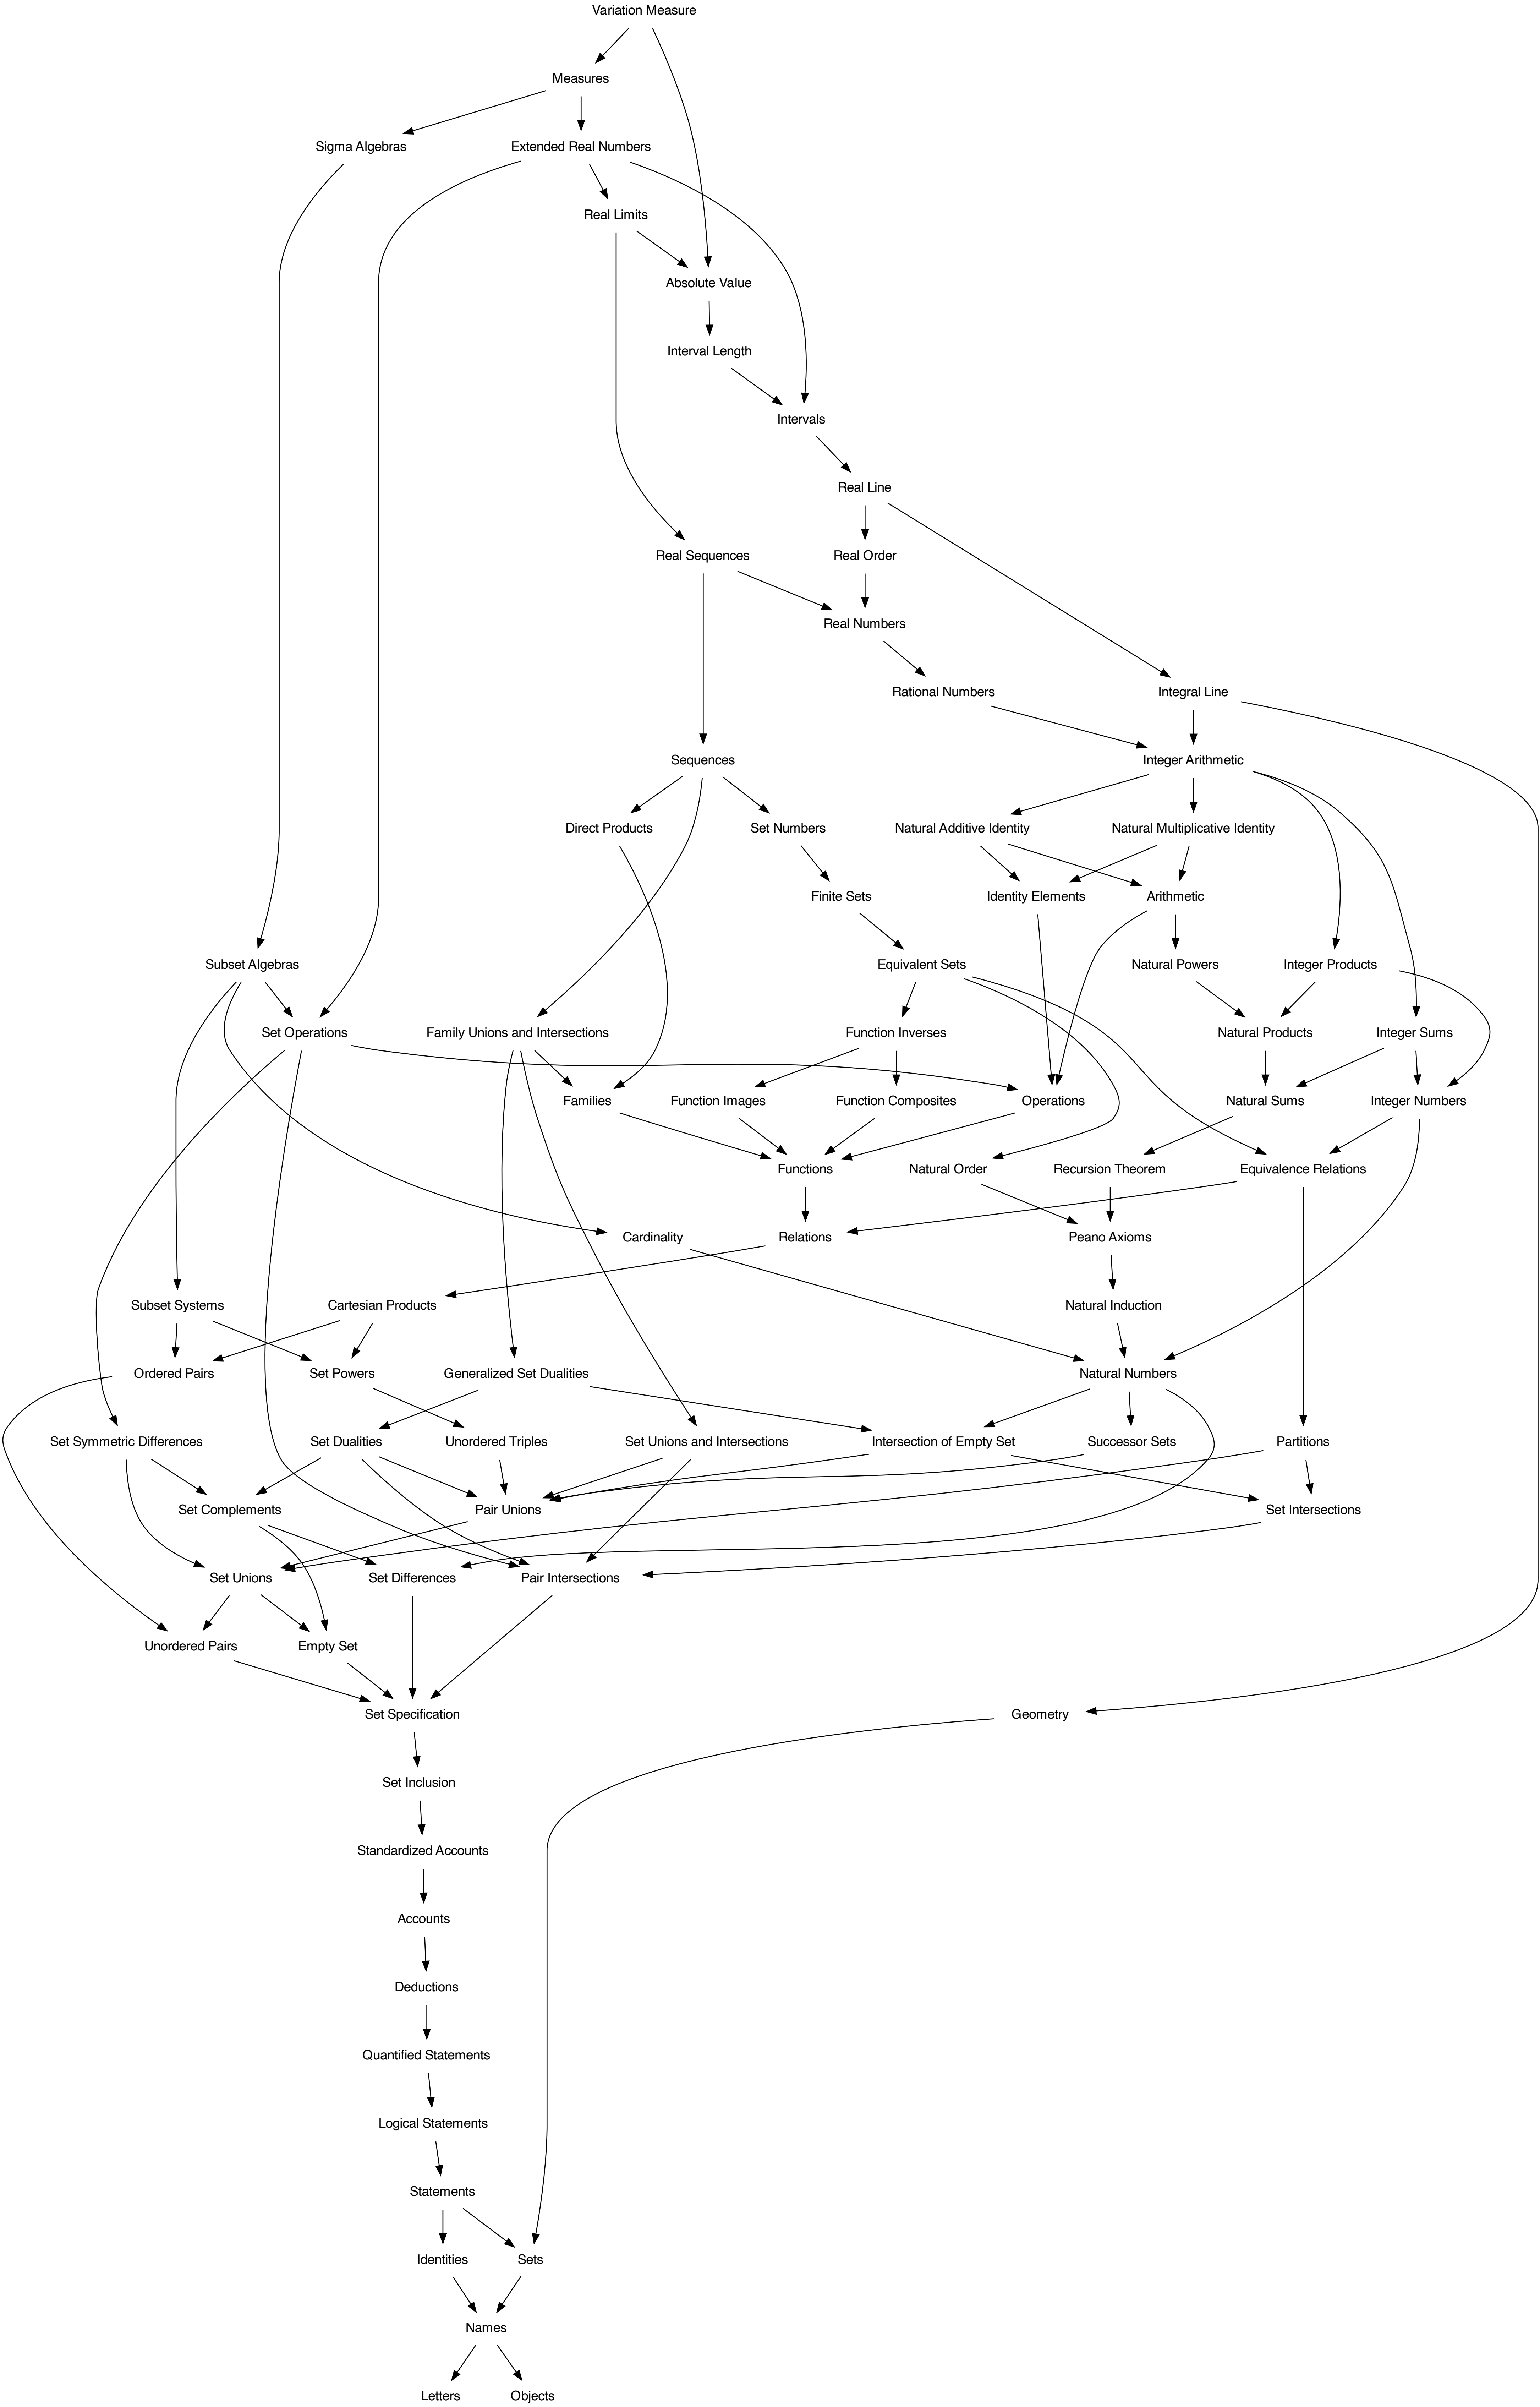 Variation Measure
Measures
Sigma Algebras
Extended Real Numbers
Real Limits
Absolute Value
Interval Length
Intervals
Real Line
Real Sequences
Real Order
Real Numbers
Rational Numbers
Integral Line
Sequences
Integer Arithmetic
Direct Products
Set Numbers
Natural Additive Identity
Natural Multiplicative Identity
Finite Sets
Identity Elements
Arithmetic
Subset Algebras
Equivalent Sets
Natural Powers
Integer Products
Set Operations
Family Unions and Intersections
Function Inverses
Natural Products
Integer Sums
Families
Function Images
Function Composites
Operations
Natural Sums
Integer Numbers
Functions
Natural Order
Recursion Theorem
Equivalence Relations
Cardinality
Relations
Peano Axioms
Subset Systems
Cartesian Products
Natural Induction
Ordered Pairs
Set Powers
Generalized Set Dualities
Natural Numbers
Set Symmetric Differences
Set Dualities
Unordered Triples
Set Unions and Intersections
Intersection of Empty Set
Successor Sets
Partitions
Set Complements
Pair Unions
Set Intersections
Set Unions
Set Differences
Pair Intersections
Unordered Pairs
Empty Set
Set Specification
Geometry
Set Inclusion
Standardized Accounts
Accounts
Deductions
Quantified Statements
Logical Statements
Statements
Identities
Sets
Names
Letters
Objects